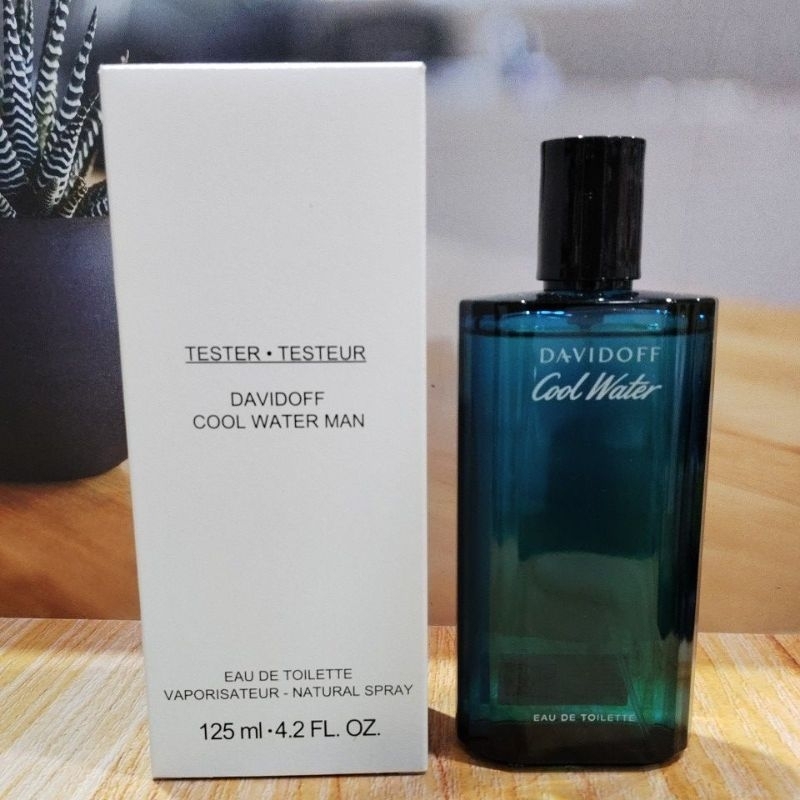 TESTER • TESTEUR
DAVIDOFF
COOL WATER MAN
EAU DE TOILETTE
VAPORISATEUR - NATURAL SPRAY
125 ml • 4.2 FL. OZ.
DAVIDOFF
Cool Water
EAU DE TOILETTE